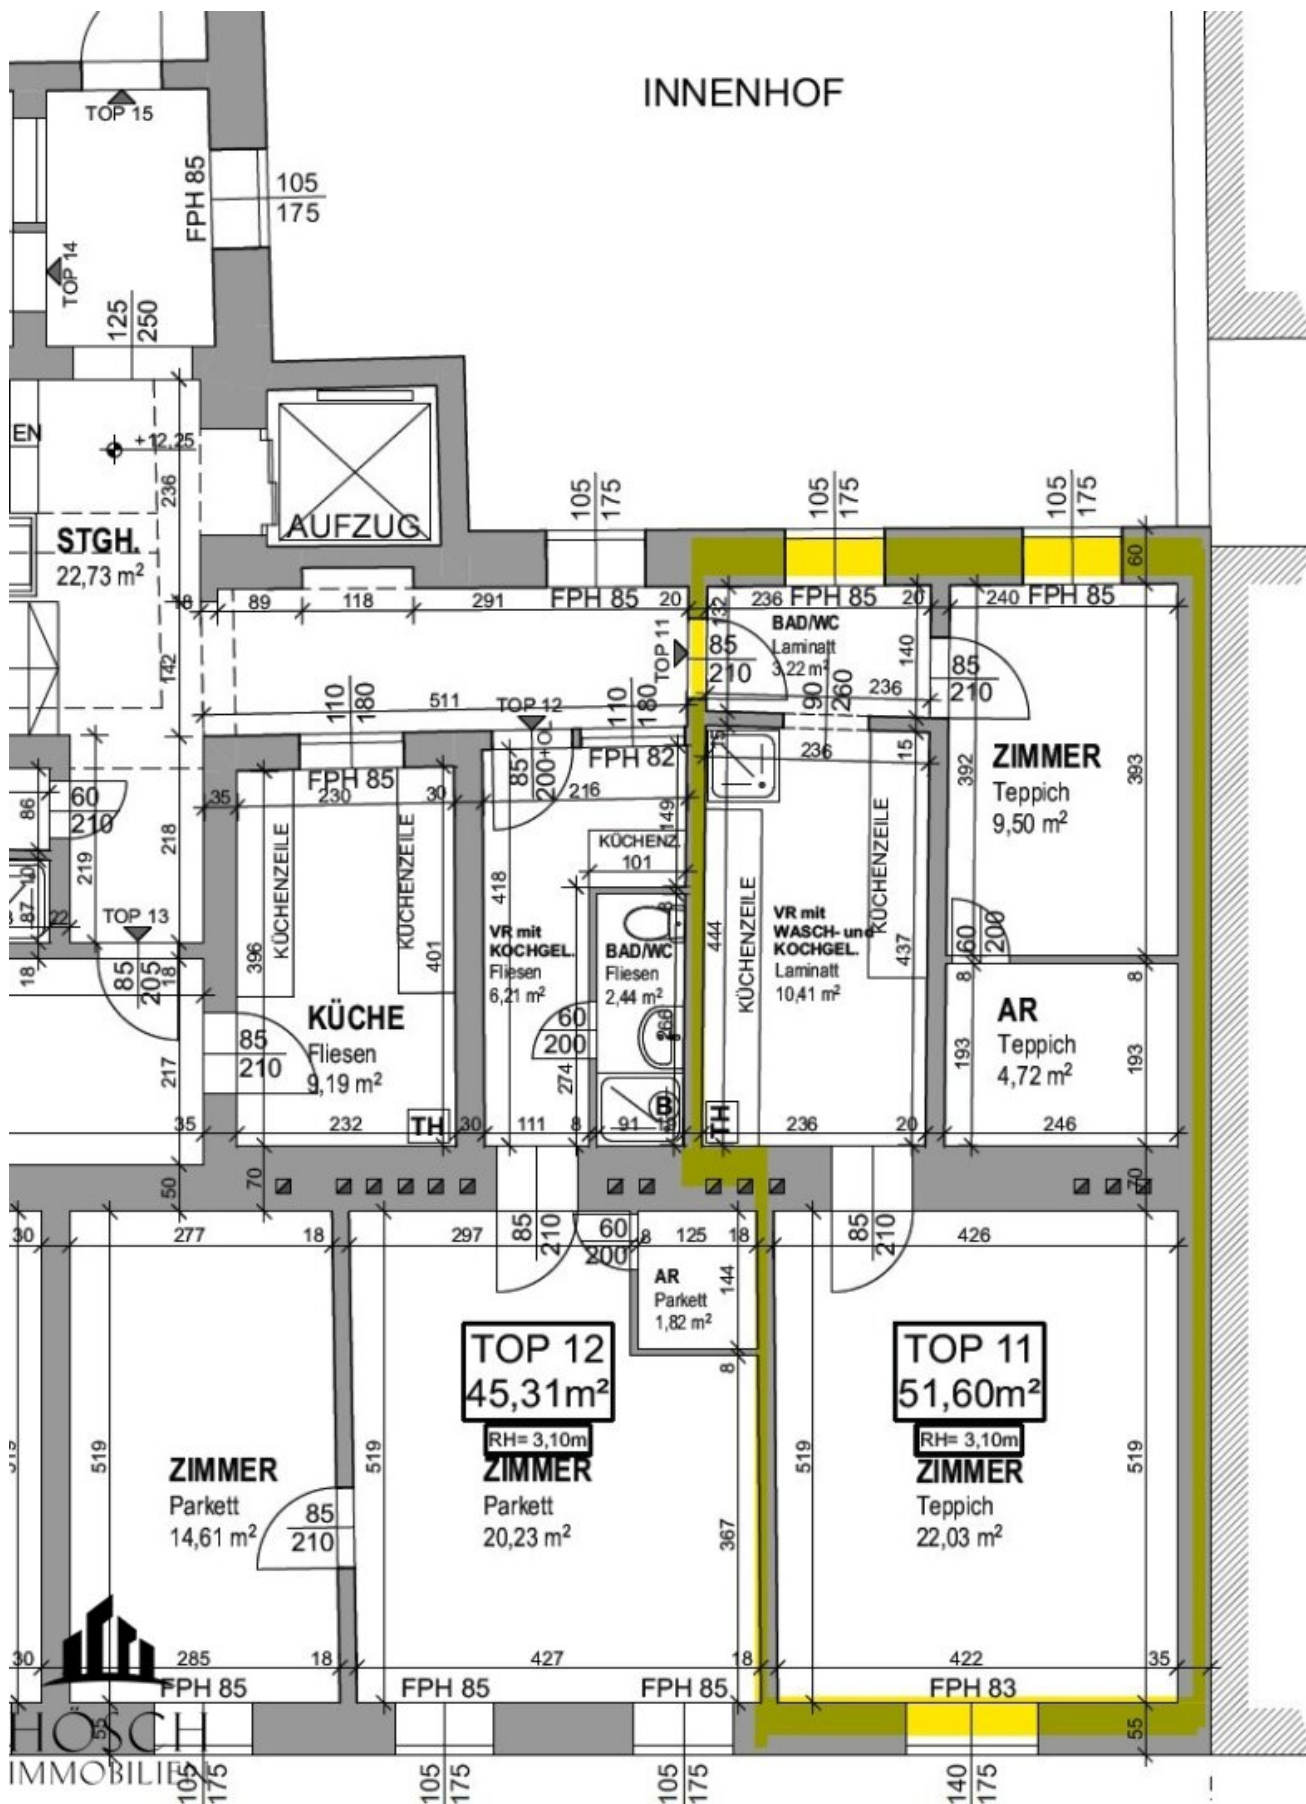 INNENHOF
TOP 15
FPH 85
105
175
TOP 14
125
250
EN
+12,25
236
STGH.
22,73 m²
AUFZUG
105
175
105
175
105
175
60
18
89
118
291
FPH 85
20
236
FPH 85
20
240
FPH 85
132
BAD/WC
Laminatt
3,22 m²
140
TOP 11
85
210
85
210
142
110
180
511
TOP 12
110
180
90
260
236
FPH 85
85
200+OL
FPH 82
15
236
15
392
ZIMMER
Teppich
9,50 m²
393
60
210
86
35
230
30
216
149
218
219
KÜCHENZEILE
KÜCHENZEILE
KÜCHENZ.
101
KÜCHENZEILE
10
87
22
TOP 13
418
8
444
KÜCHENZEILE
VR mit
WASCH- und
KOCHGEL.
Laminatt
10,41 m²
437
60
200
396
401
VR mit
KOCHGEL.
Fliesen
6,21 m²
BAD/WC
Fliesen
2,44 m²
18
85
205
18
8
8
KÜCHE
Fliesen
9,19 m²
85
210
60
200
266
AR
Teppich
4,72 m²
193
193
217
274
B
35
232
TH
30
111
8
91
19
TH
236
20
246
50
70
70
30
277
18
297
85
210
60
200
8
125
18
85
210
426
AR
Parkett
1,82 m²
144
TOP 12
45,31m²
RH= 3,10m
TOP 11
51,60m²
RH= 3,10m
8
519
519
519
519
519
ZIMMER
Parkett
14,61 m²
ZIMMER
Parkett
20,23 m²
ZIMMER
Teppich
22,03 m²
85
210
367
30
285
18
427
18
422
35
FPH 85
FPH 85
FPH 85
FPH 83
HÖSCH
IMMOBILIEN
55
55
105
175
105
175
105
175
140
175